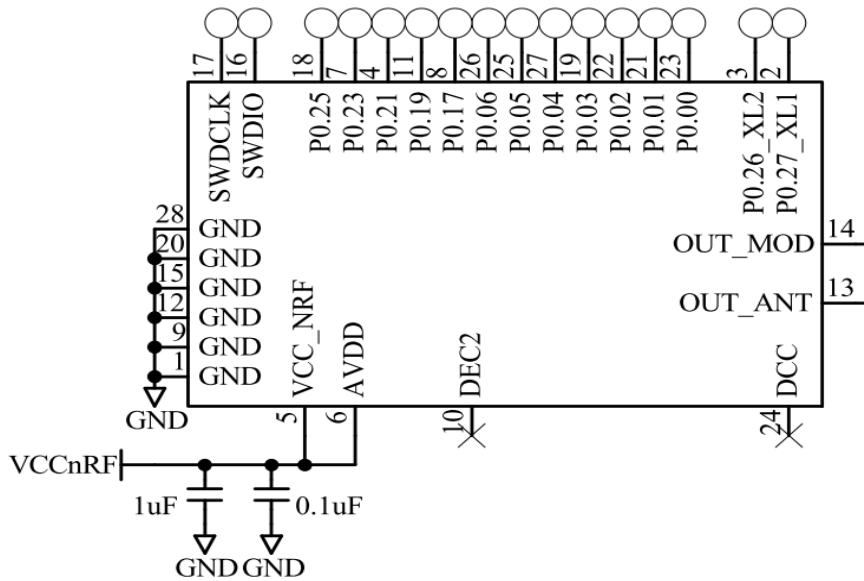 17 16 18 7 4 11 8 26 25 27 19 22 21 23 3 2
SWDCLK SWDIO P0.25 P0.23 P0.21 P0.19 P0.17 P0.06 P0.05 P0.04 P0.03 P0.02 P0.01 P0.00 P0.26_XL2 P0.27_XL1
28 GND
20 GND
15 GND
12 GND
9 GND
1 GND
OUT_MOD 14
OUT_ANT 13
VCC_NRF AVDD DEC2 DCC
GND
5 6 10 24
VCCnRF
1uF 0.1uF
GND GND